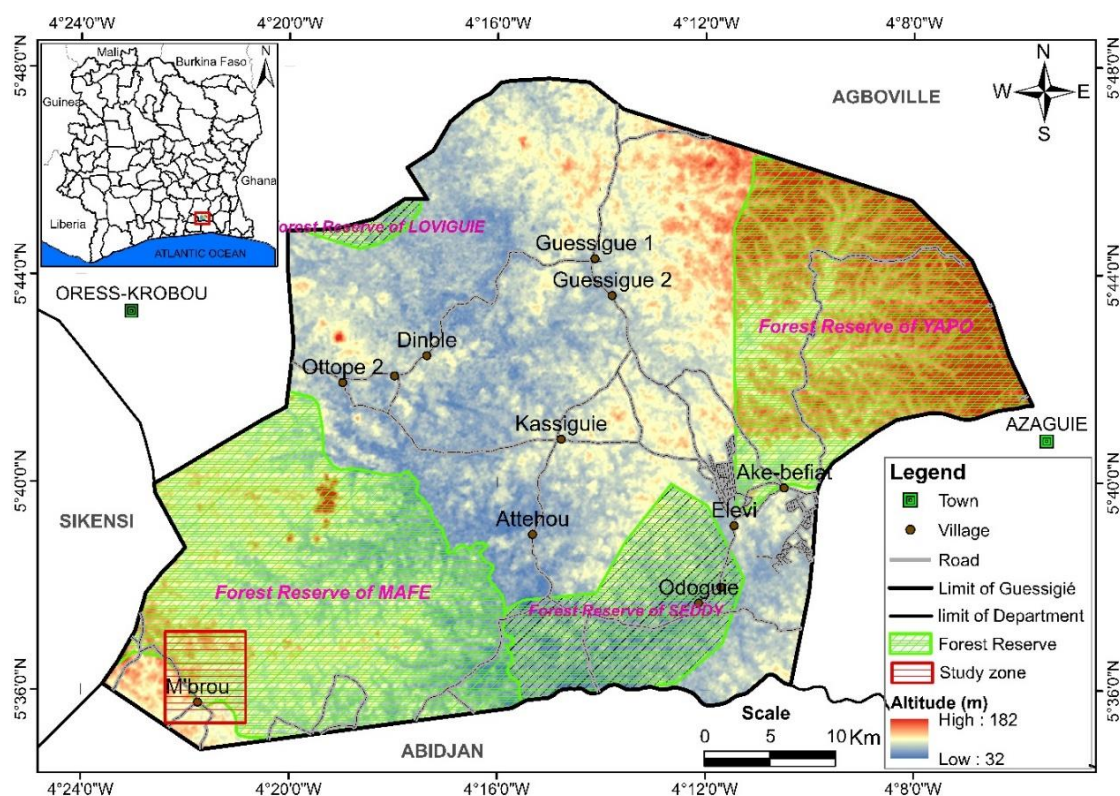 4°24'0"W 4°20'0"W 4°16'0"W 4°12'0"W 4°8'0"W
5°48'0"N
5°44'0"N
5°40'0"N
5°36'0"N
Mali
Burkina Faso
N
Guinea
Ghana
Liberia
ATLANTIC OCEAN
AGBOVILLE
N
W E
S
5°48'0"N
5°44'0"N
5°40'0"N
5°36'0"N
Forest Reserve of LOVIGUIE
Guessigue 1
Guessigue 2
ORESS-KROBOU
Forest Reserve of YAPO
Dinble
Ottope 2
Kassiguie
AZAGUIE
Ake-befiat
SIKENSI
Attehou
Elevi
Forest Reserve of MAFE
Odoguie
Forest Reserve of SEDDY
M'brou
ABIDJAN
Scale
0 5 10 Km
Legend
Town
Village
Road
Limit of Guessigié
limit of Department
Forest Reserve
Study zone
Altitude (m)
High : 182
Low : 32
4°24'0"W 4°20'0"W 4°16'0"W 4°12'0"W 4°8'0"W